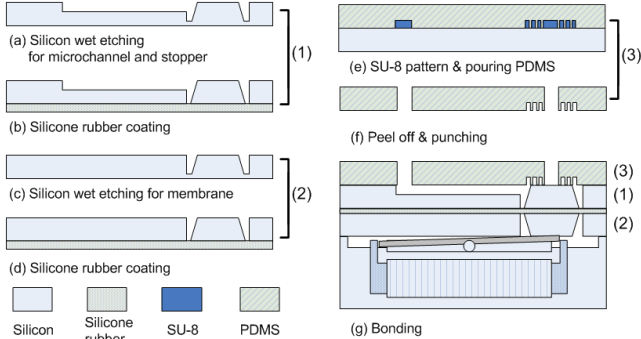 (a) Silicon wet etching
for microchannel and stopper
(1)
(b) Silicone rubber coating
(c) Silicon wet etching for membrane
(2)
(d) Silicone rubber coating
Silicon
Silicone
rubber
SU-8
PDMS
(e) SU-8 pattern & pouring PDMS
(3)
(f) Peel off & punching
(3)
(1)
(2)
(g) Bonding